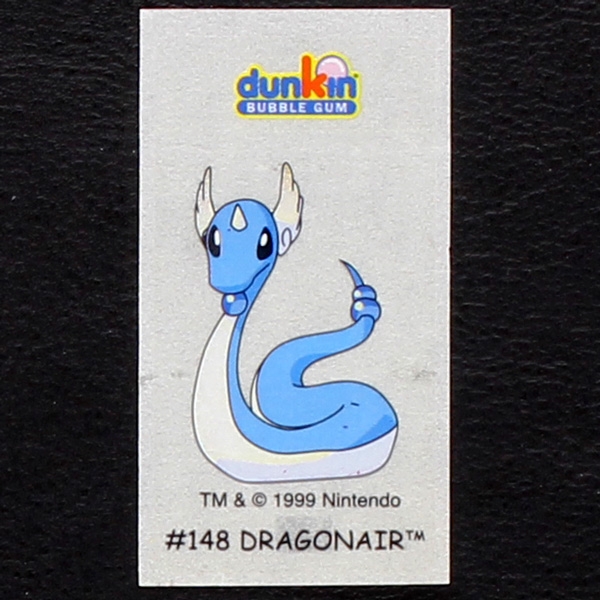 dunkin
BUBBLE GUM
TM & © 1999 Nintendo
#148 DRAGONAIR™